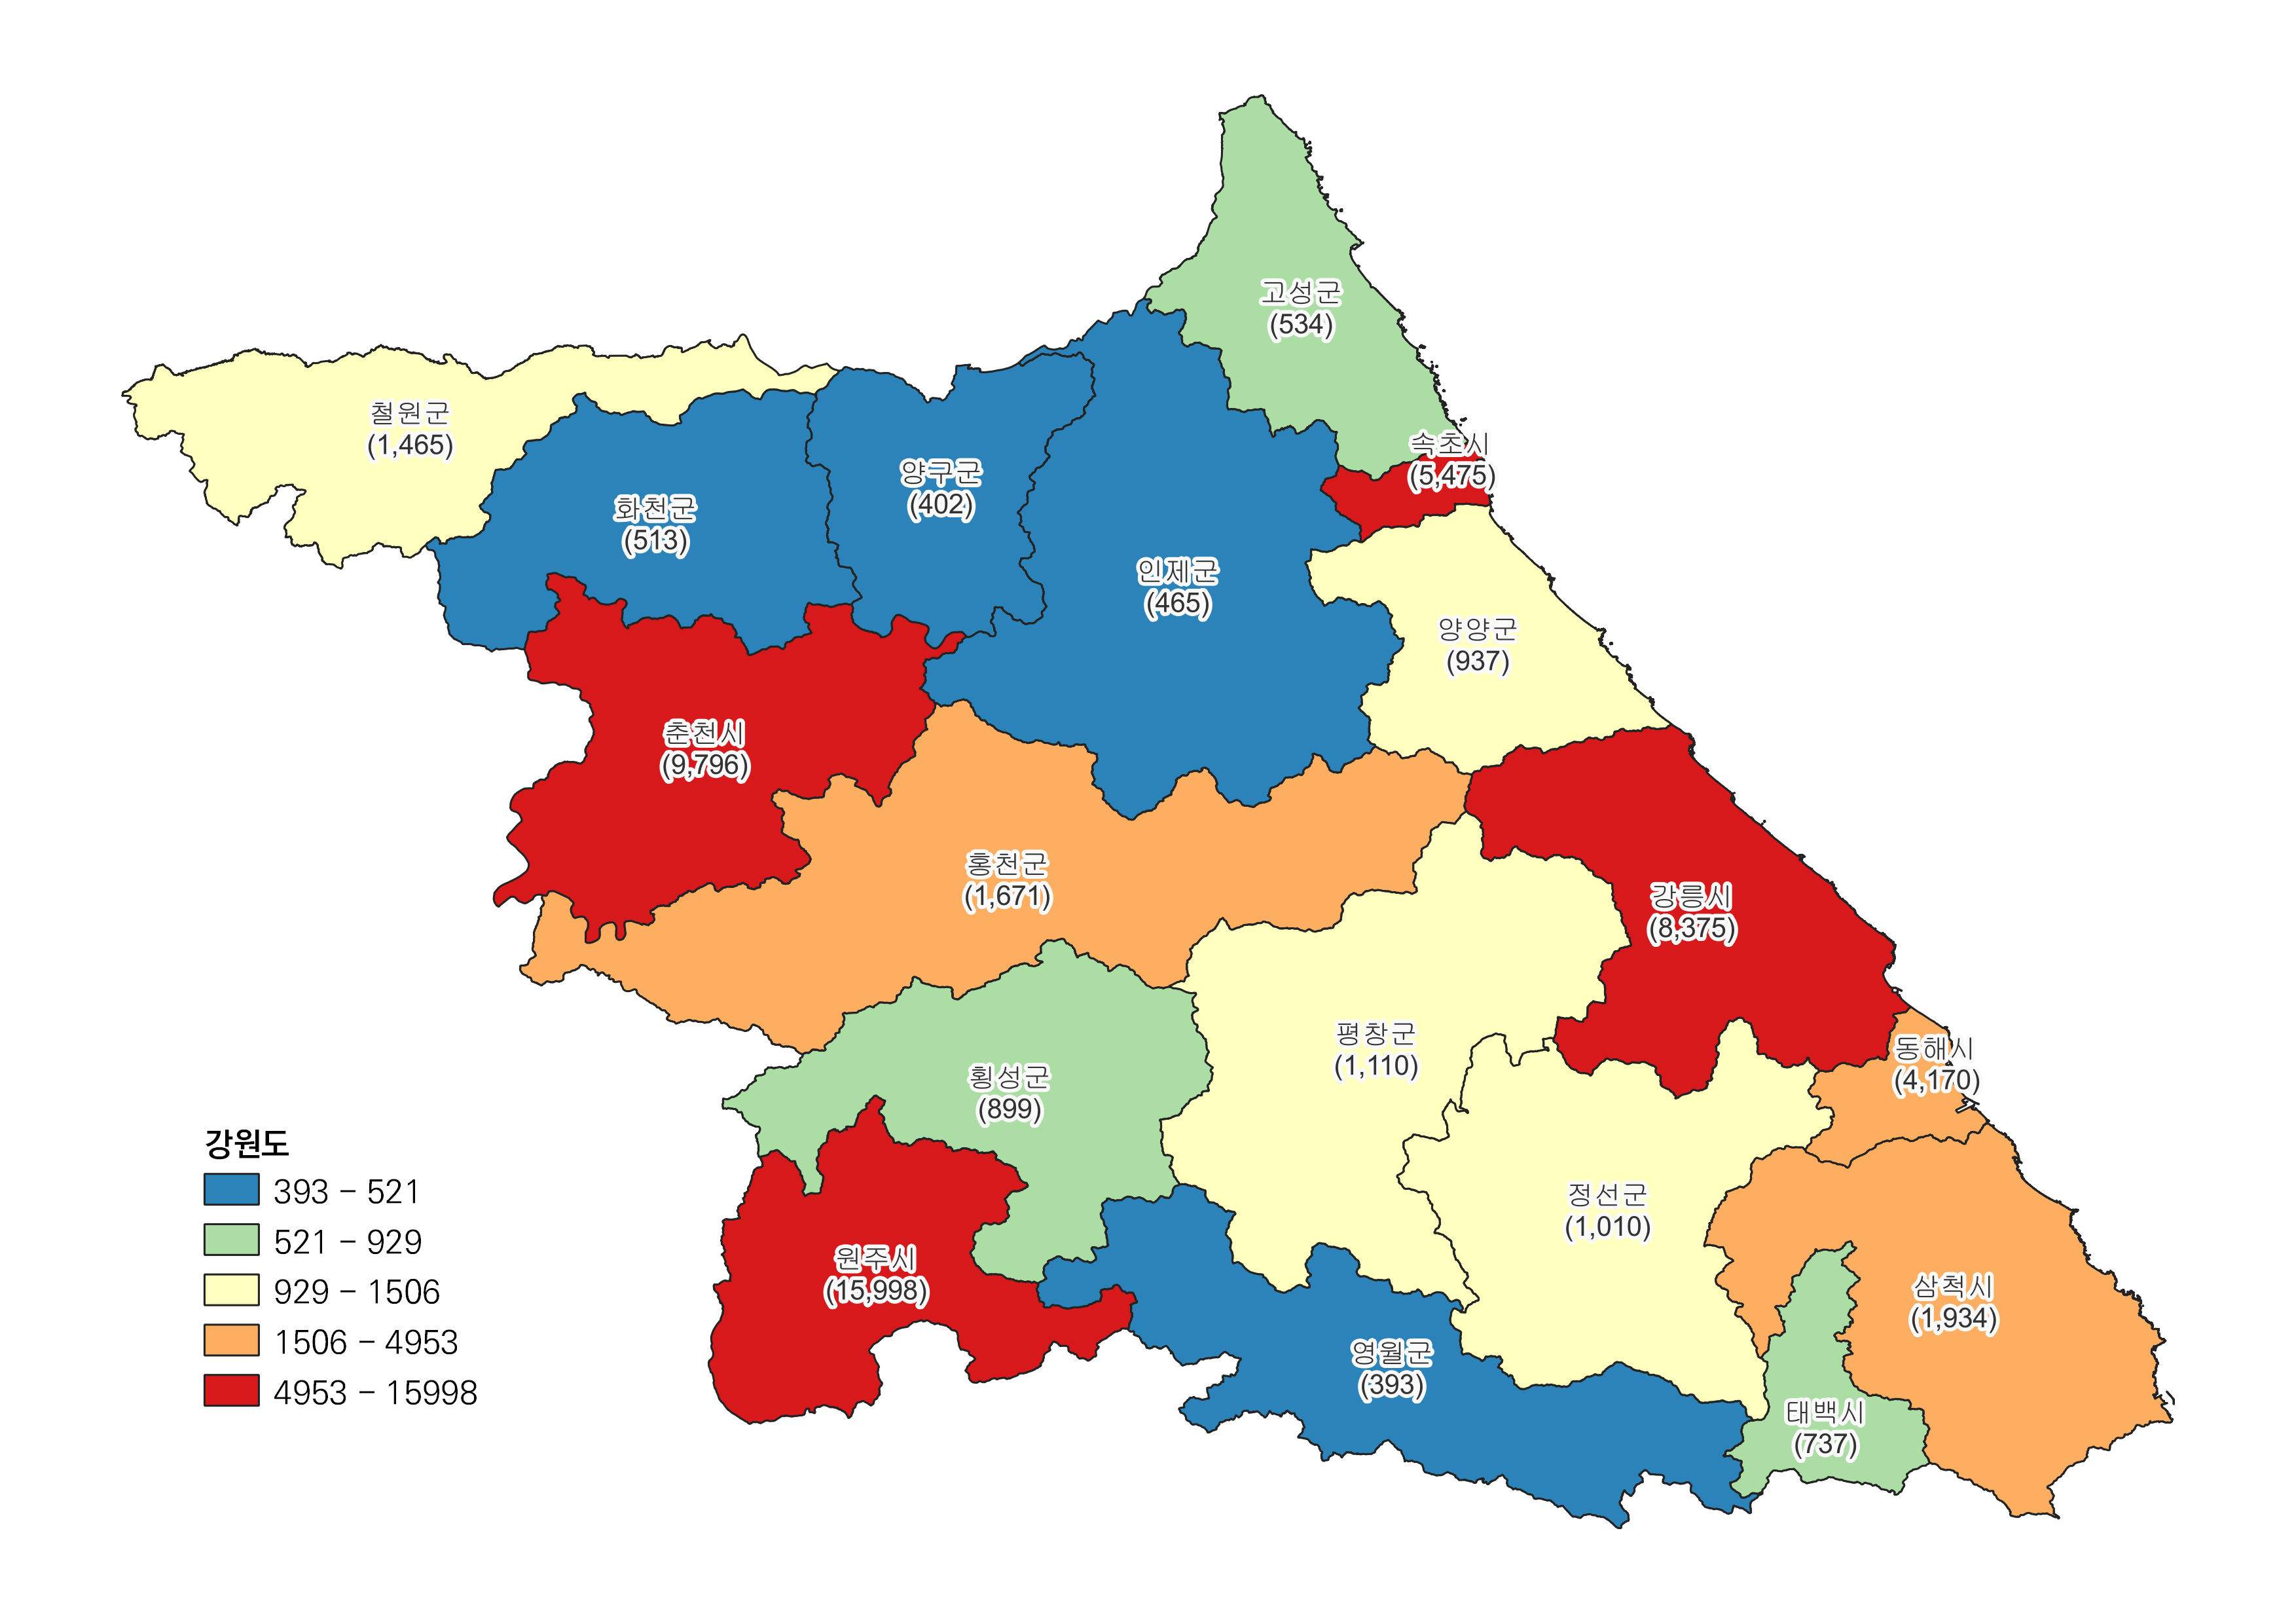 고성군
(534)
철원군
(1,465)
속초시
(5,475)
양구군
(402)
화천군
(513)
인제군
(465)
양양군
(937)
춘천시
(9,796)
홍천군
(1,671)
강릉시
(8,375)
평창군
(1,110)
동해시
(4,170)
횡성군
(899)
정선군
(1,010)
원주시
(15,998)
삼척시
(1,934)
영월군
(393)
태백시
(737)
강원도
393 - 521
521 - 929
929 - 1506
1506 - 4953
4953 - 15998